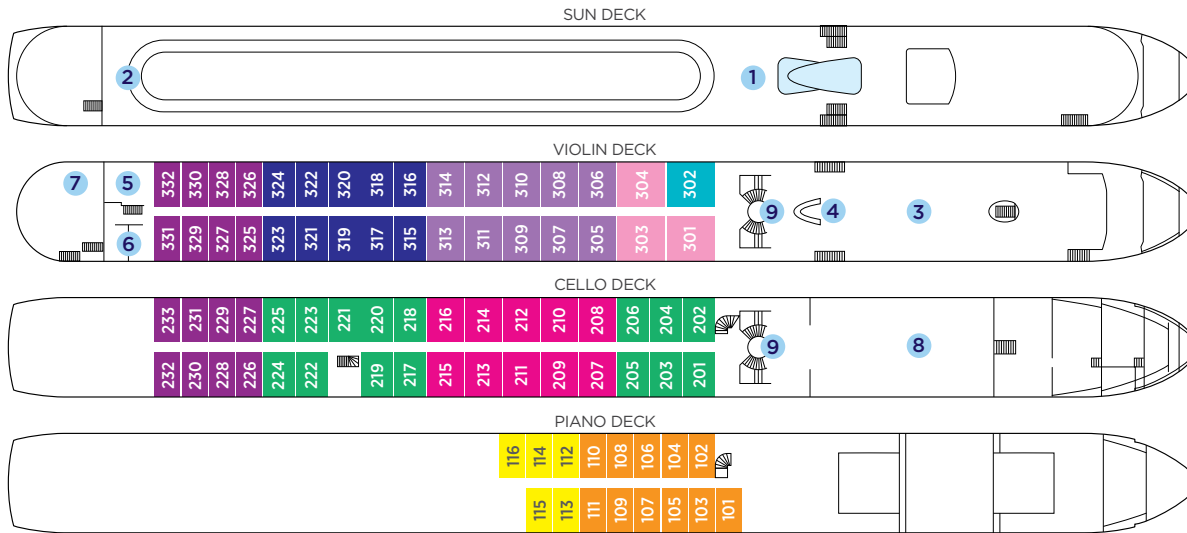 SUN DECK
2 1
VIOLIN DECK
7 5 332 330 328 326 324 322 320 318 316 314 312 310 308 306 304 302
9 4 3
6 331 329 327 325 323 321 319 317 315 313 311 309 307 305 303 301
CELLO DECK
233 231 229 227 225 223 221 220 218 216 214 212 210 208 206 204 202
9 8
232 230 228 226 224 222 219 217 215 213 211 209 207 205 203 201
PIANO DECK
116 114 112 110 108 106 104 102
115 113 111 109 107 105 103 101